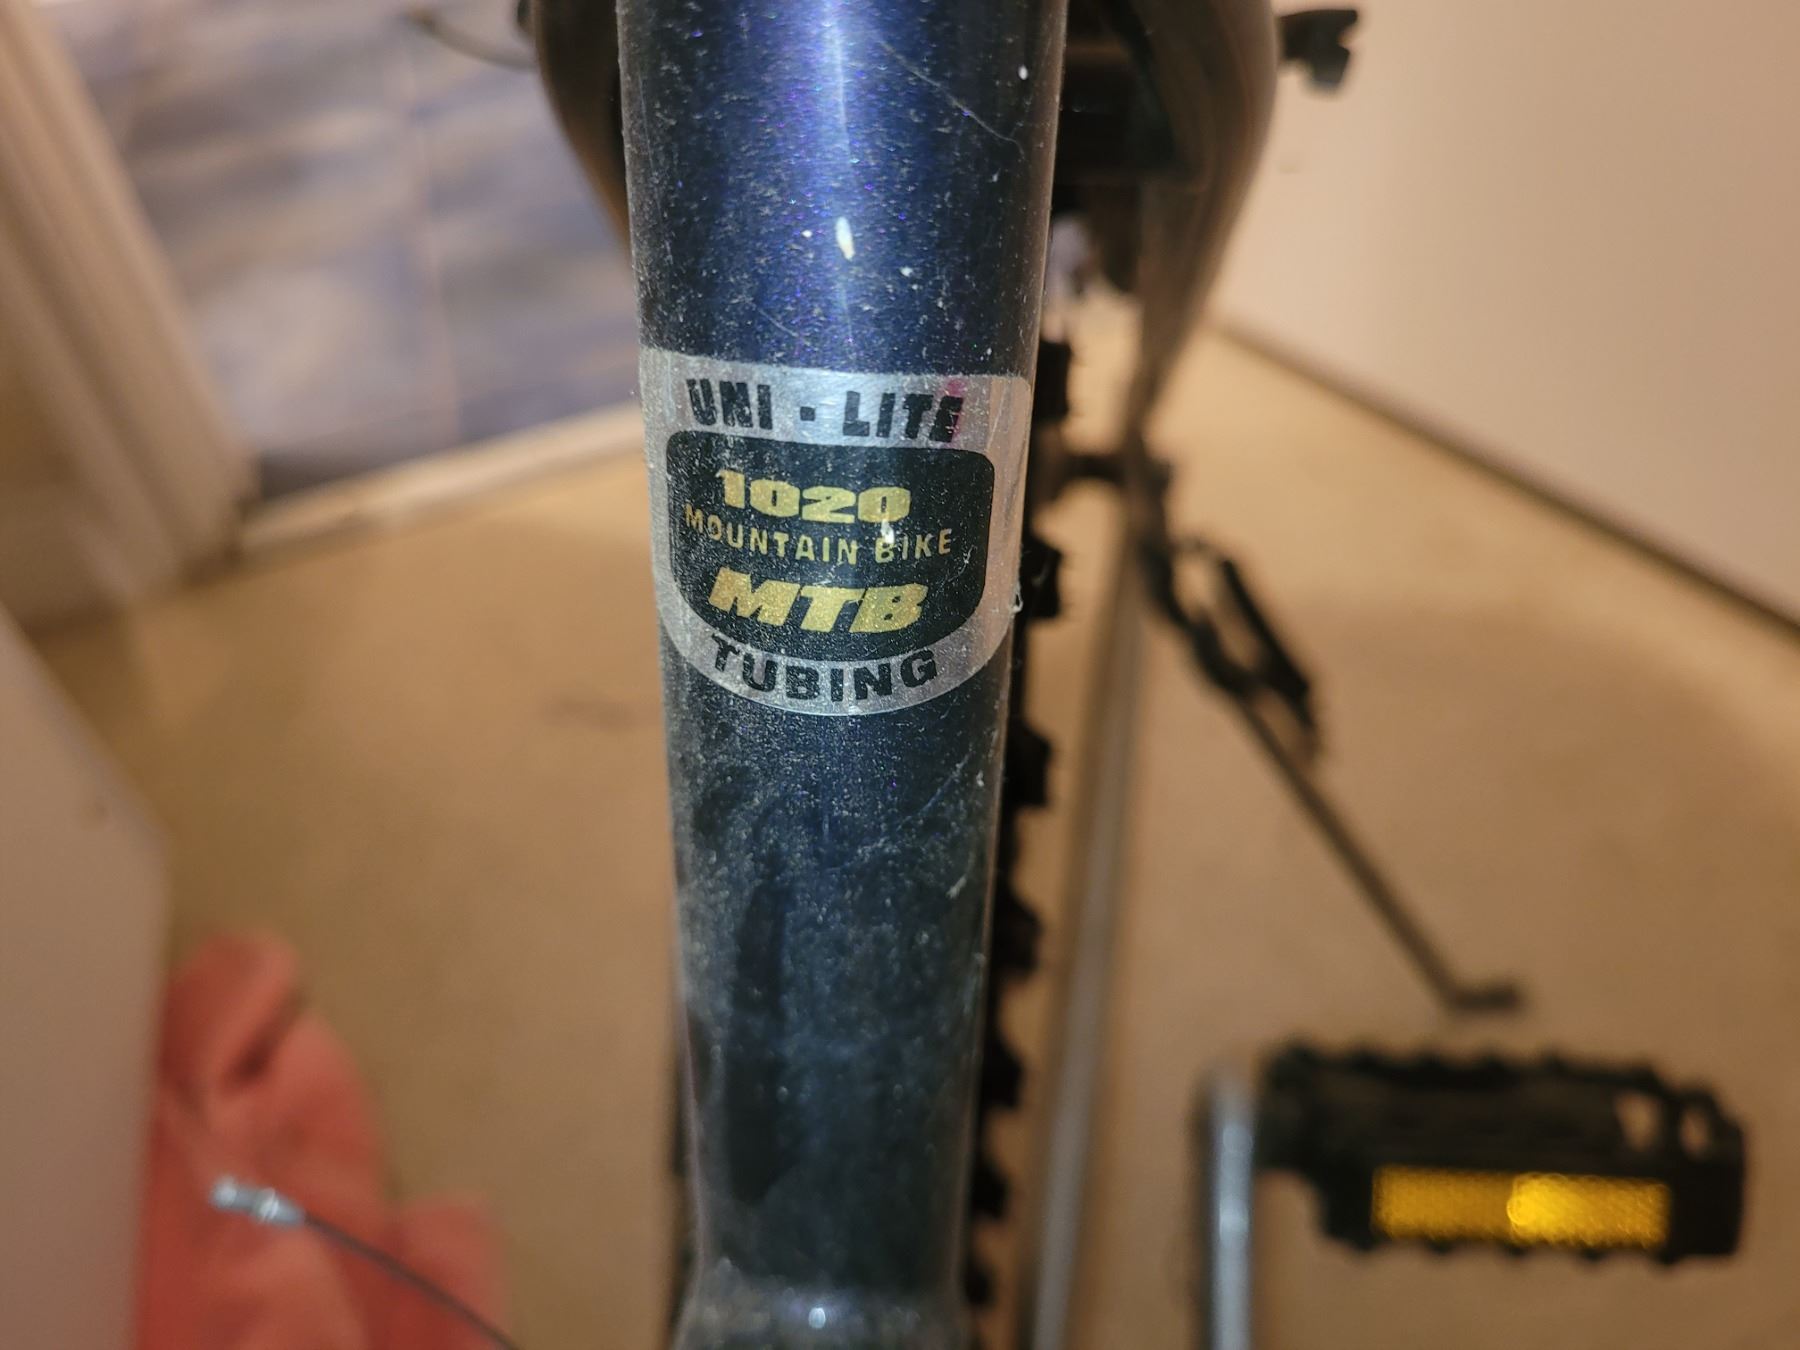 UNI - LITE
1020
MOUNTAIN BIKE
MTB
TUBING